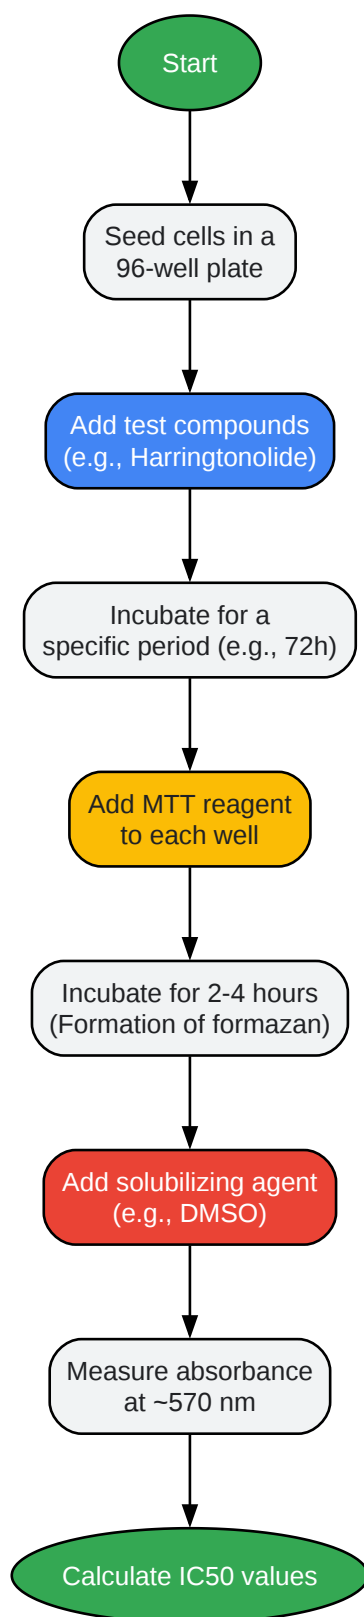 Start
Seed cells in a
96-well plate
Add test compounds
(e.g., Harringtonolide)
Incubate for a
specific period (e.g., 72h)
Add MTT reagent
to each well
Incubate for 2-4 hours
(Formation of formazan)
Add solubilizing agent
(e.g., DMSO)
Measure absorbance
at ~570 nm
Calculate IC50 values